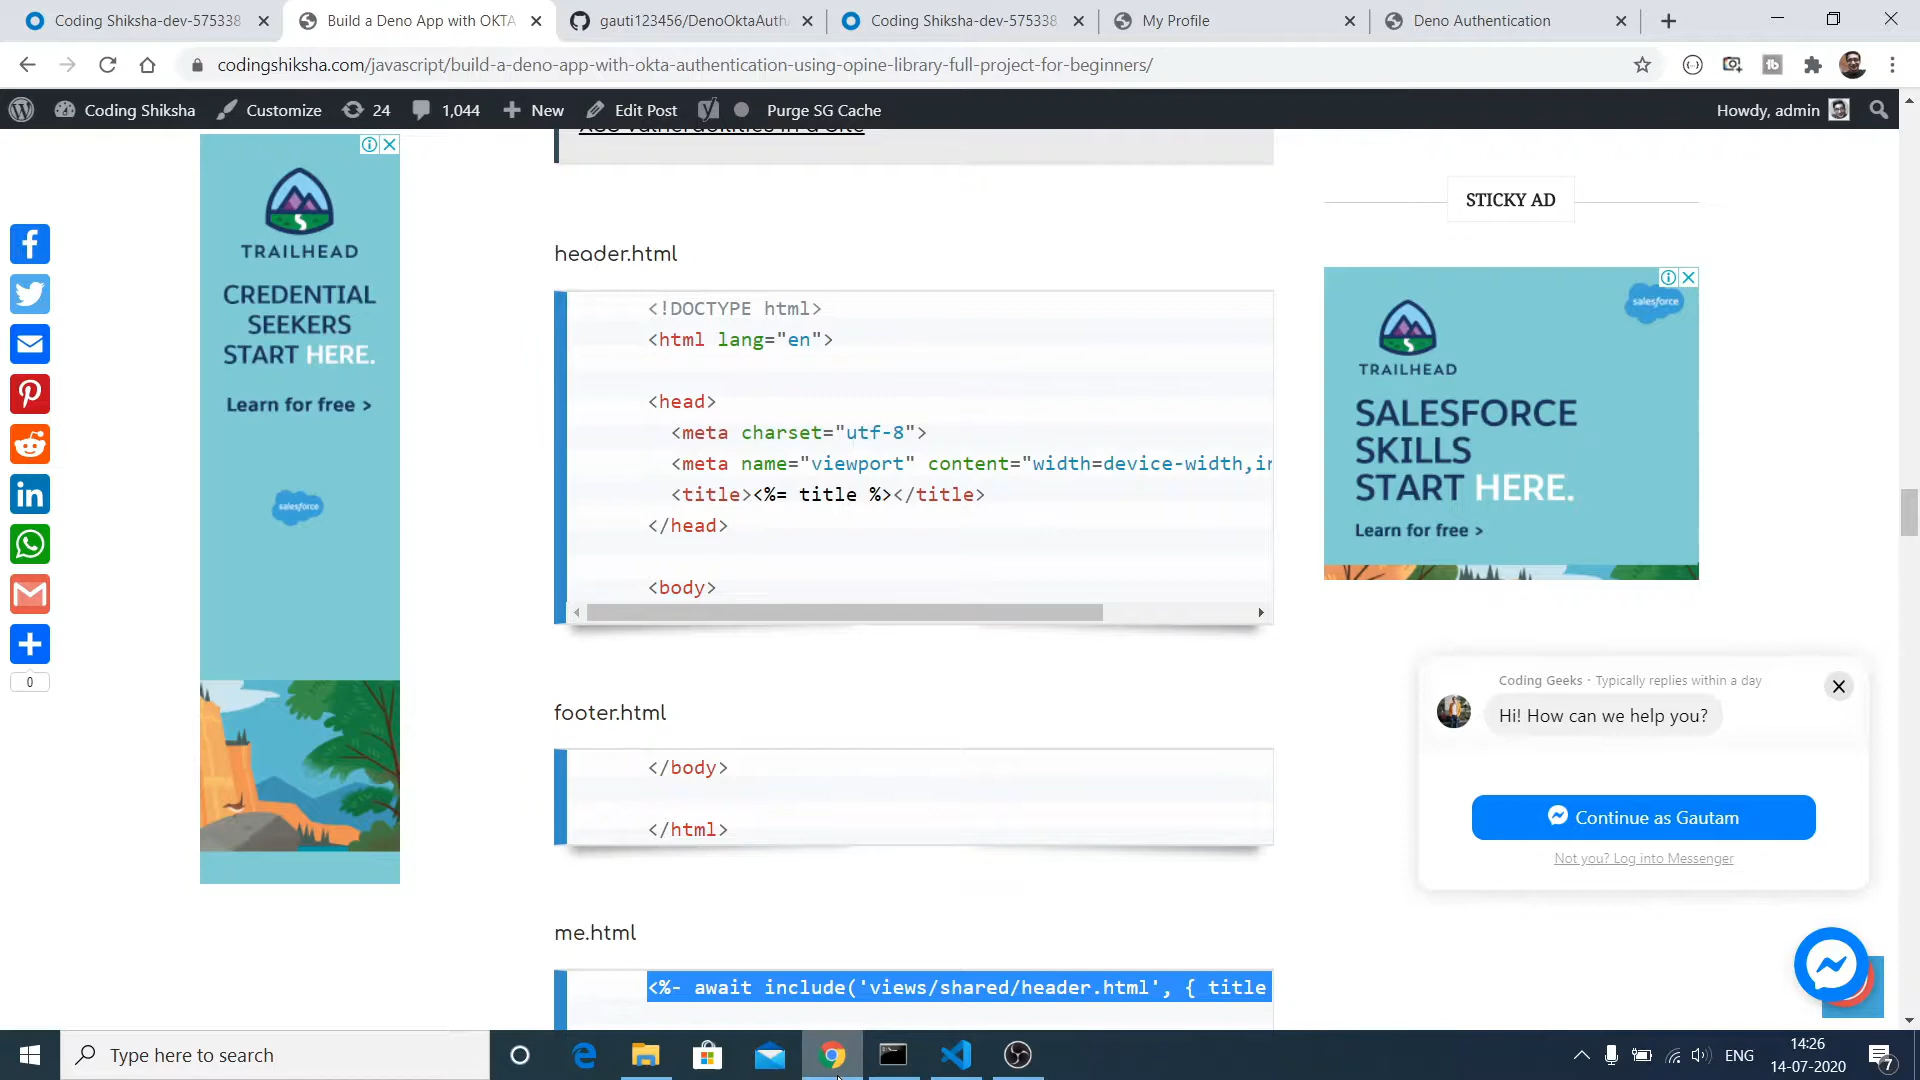 Coding Shiksha-dev-575338
Build a Deno App with OKTA
gauti123456/DenoOktaAuth
Coding Shiksha-dev-575338
My Profile
Deno Authentication
codingshiksha.com/javascript/build-a-deno-app-with-okta-authentication-using-opine-library-full-project-for-beginners/
Coding Shiksha
Customize
24
1,044
New
Edit Post
Purge SG Cache
Howdy, admin
XSS Vulnerabilities in a Site
TRAILHEAD
CREDENTIAL
SEEKERS
START HERE.
Learn for free >
salesforce
0
header.html
<!DOCTYPE html>
<html lang="en">
<head>
<meta charset="utf-8">
<meta name="viewport" content="width=device-width,in
<title><%= title %></title>
</head>
<body>
footer.html
</body>
</html>
me.html
<%- await include('views/shared/header.html', { title
STICKY AD
salesforce
TRAILHEAD
SALESFORCE
SKILLS
START HERE.
Learn for free >
Coding Geeks · Typically replies within a day
Hi! How can we help you?
Continue as Gautam
Not you? Log into Messenger
Type here to search
ENG
14:26
14-07-2020
7